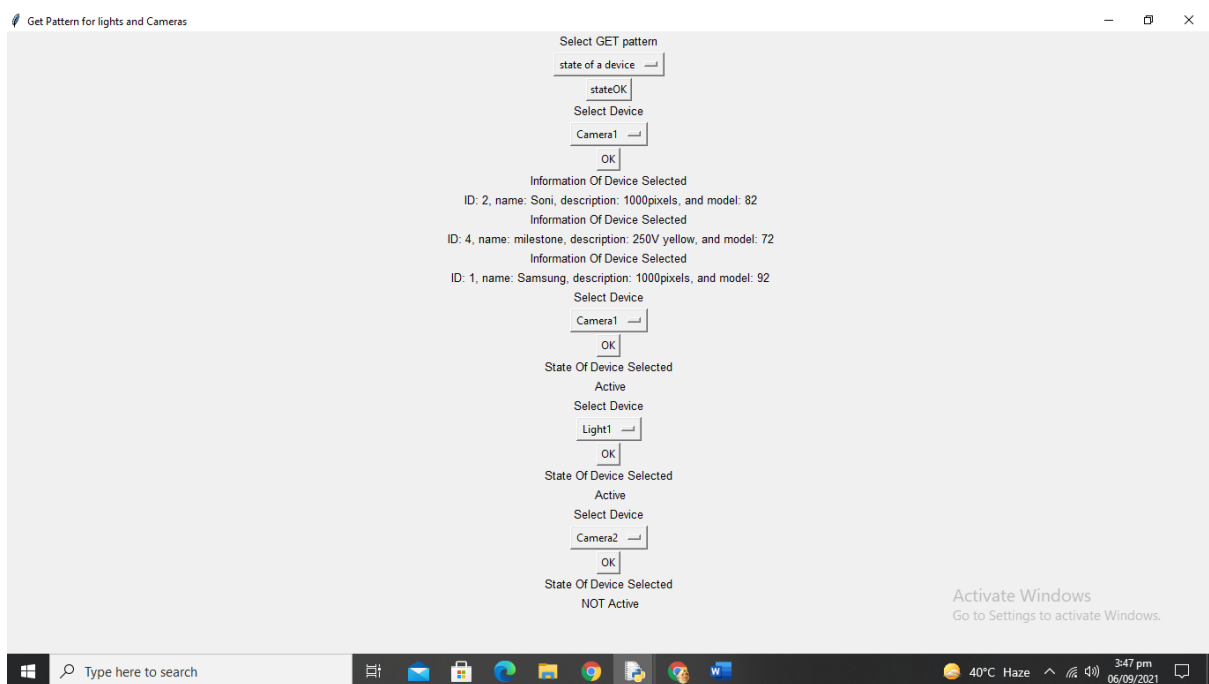 Get Pattern for lights and Cameras
Select GET pattern
state of a device
stateOK
Select Device
Camera1
OK
Information Of Device Selected
ID: 2, name: Soni, description: 1000pixels, and model: 82
Information Of Device Selected
ID: 4, name: milestone, description: 250V yellow, and model: 72
Information Of Device Selected
ID: 1, name: Samsung, description: 1000pixels, and model: 92
Select Device
Camera1
OK
State Of Device Selected
Active
Select Device
Light1
OK
State Of Device Selected
Active
Select Device
Camera2
OK
State Of Device Selected
NOT Active
Activate Windows
Go to Settings to activate Windows.
Type here to search
W
40°C Haze
3:47 pm
06/09/2021